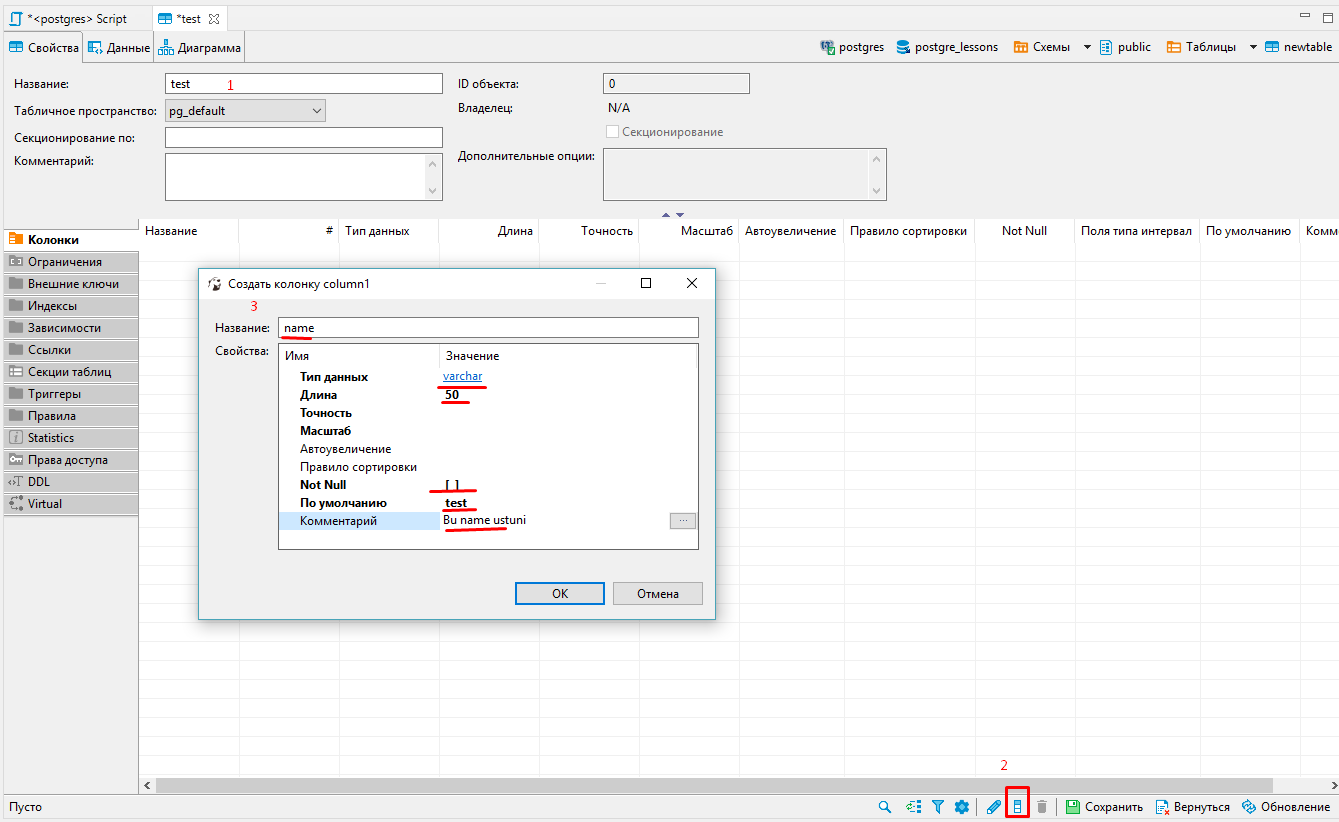 *<postgres> Script
*test
Свойства
Данные
Диаграмма
postgres
postgre_lessons
Схемы
public
Таблицы
newtable
Название:
test
1
ID объекта:
0
Табличное пространство:
pg_default
Владелец:
N/A
Секционирование по:
Секционирование
Комментарий:
Дополнительные опции:
Название
#
Тип данных
Длина
Точность
Масштаб
Автоувеличение
Правило сортировки
Not Null
Поля типа интервал
По умолчанию
Комм
Колонки
Ограничения
Внешние ключи
Индексы
Зависимости
Ссылки
Секции таблиц
Триггеры
Правила
Statistics
Права доступа
DDL
Virtual
Создать колонку column1
3
Название:
name
Свойства:
Имя
Значение
Тип данных
varchar
Длина
50
Точность
Масштаб
Автоувеличение
Правило сортировки
Not Null
[ ]
По умолчанию
test
Комментарий
Bu name ustuni
...
OK
Отмена
2
Пусто
Сохранить
Вернуться
Обновление